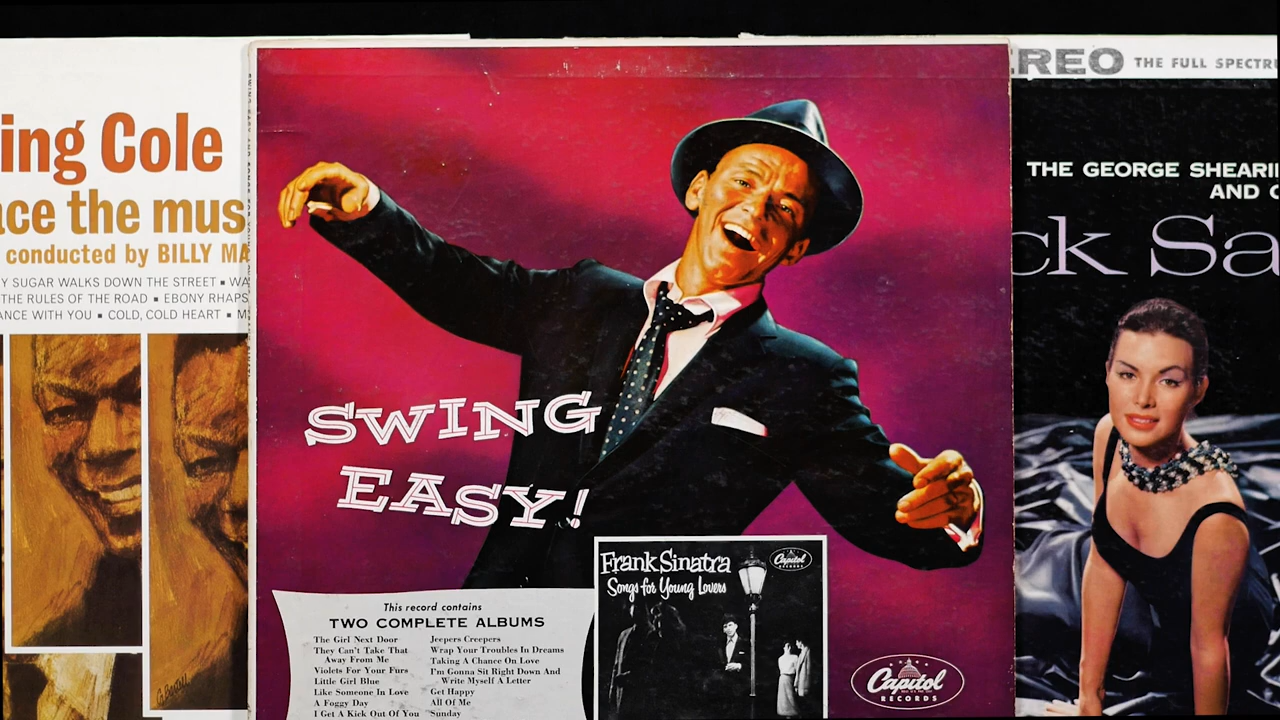 ing Cole
ace the mus
conducted by BILLY MA
Y SUGAR WALKS DOWN THE STREET ▪ WA
THE RULES OF THE ROAD ▪ EBONY RHAPS
ANCE WITH YOU ▪ COLD, COLD HEART ▪ M
SWING
EASY!
This record contains
TWO COMPLETE ALBUMS
The Girl Next Door
They Can't Take That
Away From Me
Violets For Your Furs
Little Girl Blue
Like Someone In Love
A Foggy Day
I Get A Kick Out Of You
Jeepers Creepers
Wrap Your Troubles In Dreams
Taking A Chance On Love
I'm Gonna Sit Right Down And
Write Myself A Letter
Get Happy
All Of Me
Sunday
Frank Sinatra
Songs for Young Lovers
Capitol
RECORDS
Capitol
RECORDS
EREO THE FULL SPECTR
THE GEORGE SHEARI
AND
ck Sa